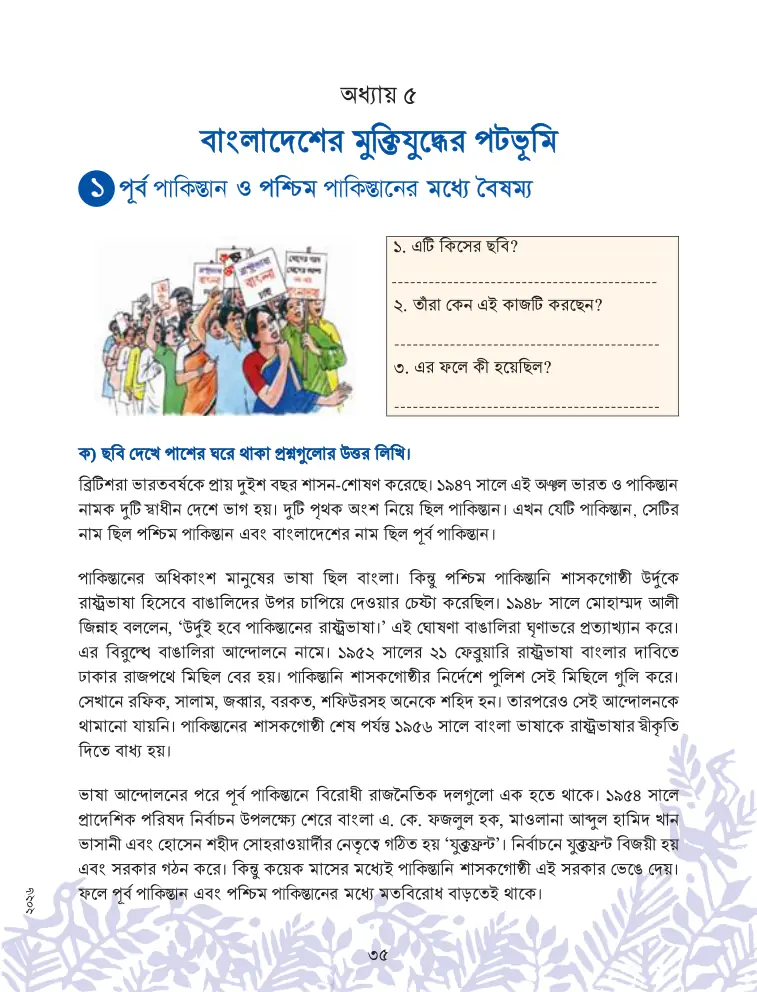 অধ্যায় ৫
বাংলাদেশের মুক্তিযুদ্ধের পটভূমি
১ পূর্ব পাকিস্তান ও পশ্চিম পাকিস্তানের মধ্যে বৈষম্য
রাষ্ট্রভাষা
বাংলা
চাই
১. এটি কিসের ছবি?
২. তাঁরা কেন এই কাজটি করছেন?
৩. এর ফলে কী হয়েছিল?
ক) ছবি দেখে পাশের ঘরে থাকা প্রশ্নগুলোর উত্তর লিখি।
ব্রিটিশরা ভারতবর্ষকে প্রায় দুইশ বছর শাসন-শোষণ করেছে। ১৯৪৭ সালে এই অঞ্চল ভারত ও পাকিস্তান
নামক দুটি স্বাধীন দেশে ভাগ হয়। দুটি পৃথক অংশ নিয়ে ছিল পাকিস্তান। এখন যেটি পাকিস্তান, সেটির
নাম ছিল পশ্চিম পাকিস্তান এবং বাংলাদেশের নাম ছিল পূর্ব পাকিস্তান।
পাকিস্তানের অধিকাংশ মানুষের ভাষা ছিল বাংলা। কিন্তু পশ্চিম পাকিস্তানি শাসকগোষ্ঠী উর্দুকে
রাষ্ট্রভাষা হিসেবে বাঙালিদের উপর চাপিয়ে দেওয়ার চেষ্টা করেছিল। ১৯৪৮ সালে মোহাম্মদ আলী
জিন্নাহ বললেন, ‘উর্দুই হবে পাকিস্তানের রাষ্ট্রভাষা।’ এই ঘোষণা বাঙালিরা ঘৃণাভরে প্রত্যাখ্যান করে।
এর বিরুদ্ধে বাঙালিরা আন্দোলনে নামে। ১৯৫২ সালের ২১ ফেব্রুয়ারি রাষ্ট্রভাষা বাংলার দাবিতে
ঢাকার রাজপথে মিছিল বের হয়। পাকিস্তানি শাসকগোষ্ঠীর নির্দেশে পুলিশ সেই মিছিলে গুলি করে।
সেখানে রফিক, সালাম, জব্বার, বরকত, শফিউরসহ অনেকে শহিদ হন। তারপরেও সেই আন্দোলনকে
থামানো যায়নি। পাকিস্তানের শাসকগোষ্ঠী শেষ পর্যন্ত ১৯৫৬ সালে বাংলা ভাষাকে রাষ্ট্রভাষার স্বীকৃতি
দিতে বাধ্য হয়।
ভাষা আন্দোলনের পরে পূর্ব পাকিস্তানে বিরোধী রাজনৈতিক দলগুলো এক হতে থাকে। ১৯৫৪ সালে
প্রাদেশিক পরিষদ নির্বাচন উপলক্ষ্যে শেরে বাংলা এ. কে. ফজলুল হক, মাওলানা আব্দুল হামিদ খান
ভাসানী এবং হোসেন শহীদ সোহরাওয়ার্দীর নেতৃত্বে গঠিত হয় ‘যুক্তফ্রন্ট’। নির্বাচনে যুক্তফ্রন্ট বিজয়ী হয়
এবং সরকার গঠন করে। কিন্তু কয়েক মাসের মধ্যেই পাকিস্তানি শাসকগোষ্ঠী এই সরকার ভেঙে দেয়।
ফলে পূর্ব পাকিস্তান এবং পশ্চিম পাকিস্তানের মধ্যে মতবিরোধ বাড়তেই থাকে।
২০২৬
৩৫